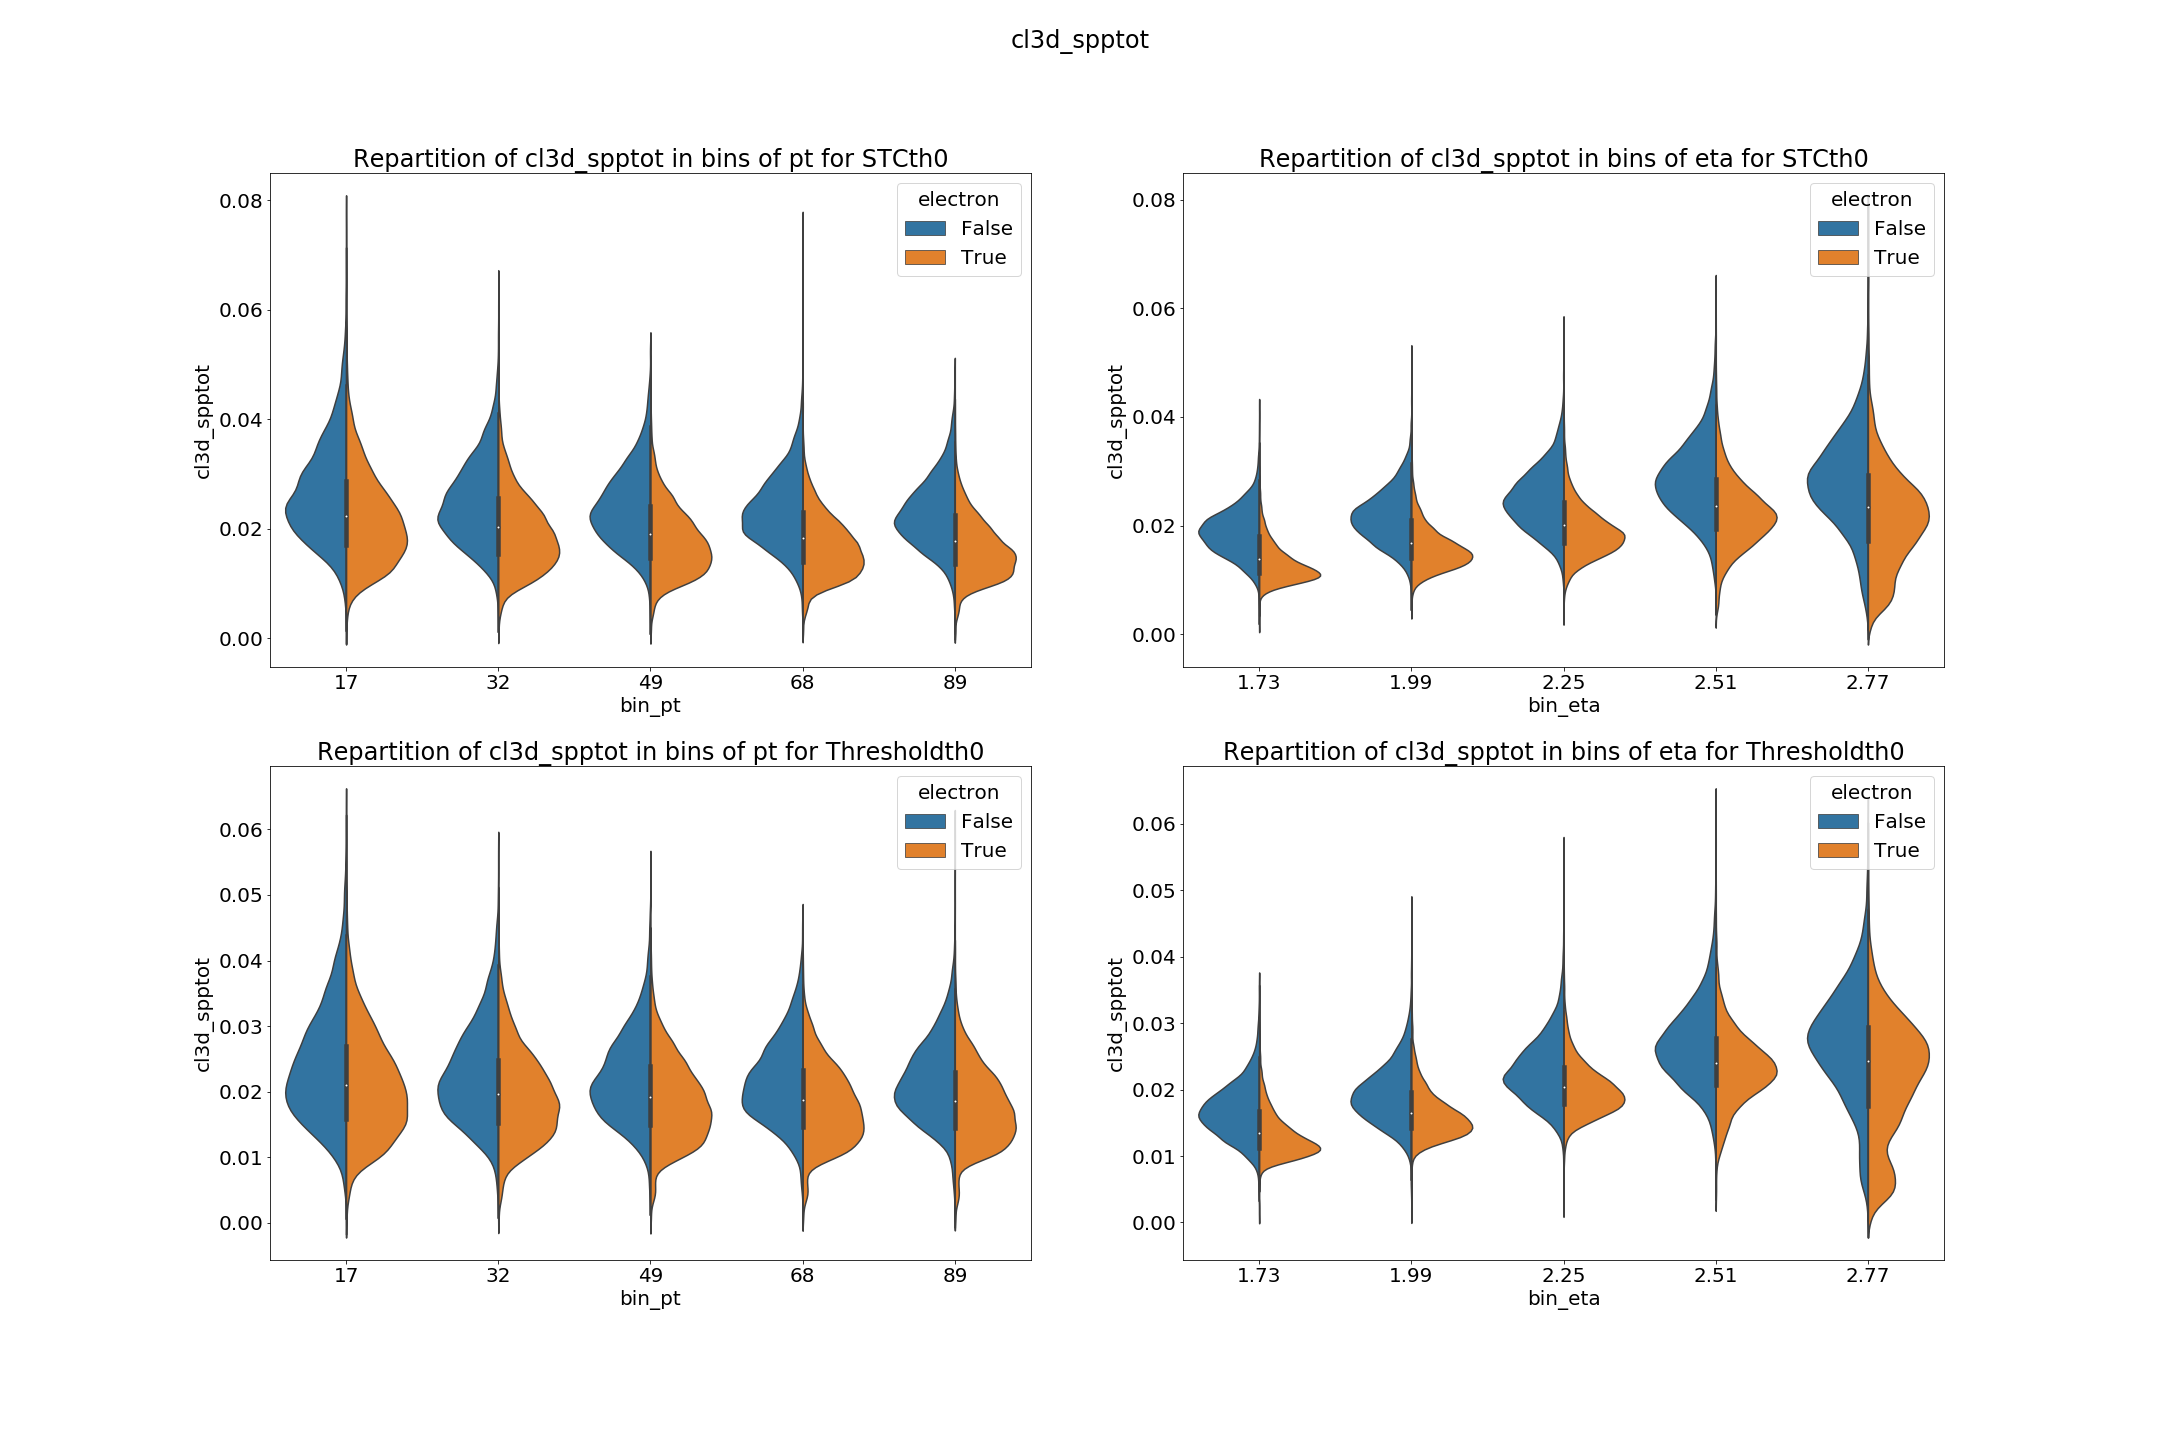 cl3d_spptot
Repartition of cl3d_spptot in bins of pt for STCth0
electron
False
True
0.08
0.06
0.04
0.02
0.00
cl3d_spptot
17 32 49 68 89
bin_pt
Repartition of cl3d_spptot in bins of eta for STCth0
electron
False
True
0.08
0.06
0.04
0.02
0.00
cl3d_spptot
1.73 1.99 2.25 2.51 2.77
bin_eta
Repartition of cl3d_spptot in bins of pt for Thresholdth0
electron
False
True
0.06
0.05
0.04
0.03
0.02
0.01
0.00
cl3d_spptot
17 32 49 68 89
bin_pt
Repartition of cl3d_spptot in bins of eta for Thresholdth0
electron
False
True
0.06
0.05
0.04
0.03
0.02
0.01
0.00
cl3d_spptot
1.73 1.99 2.25 2.51 2.77
bin_eta